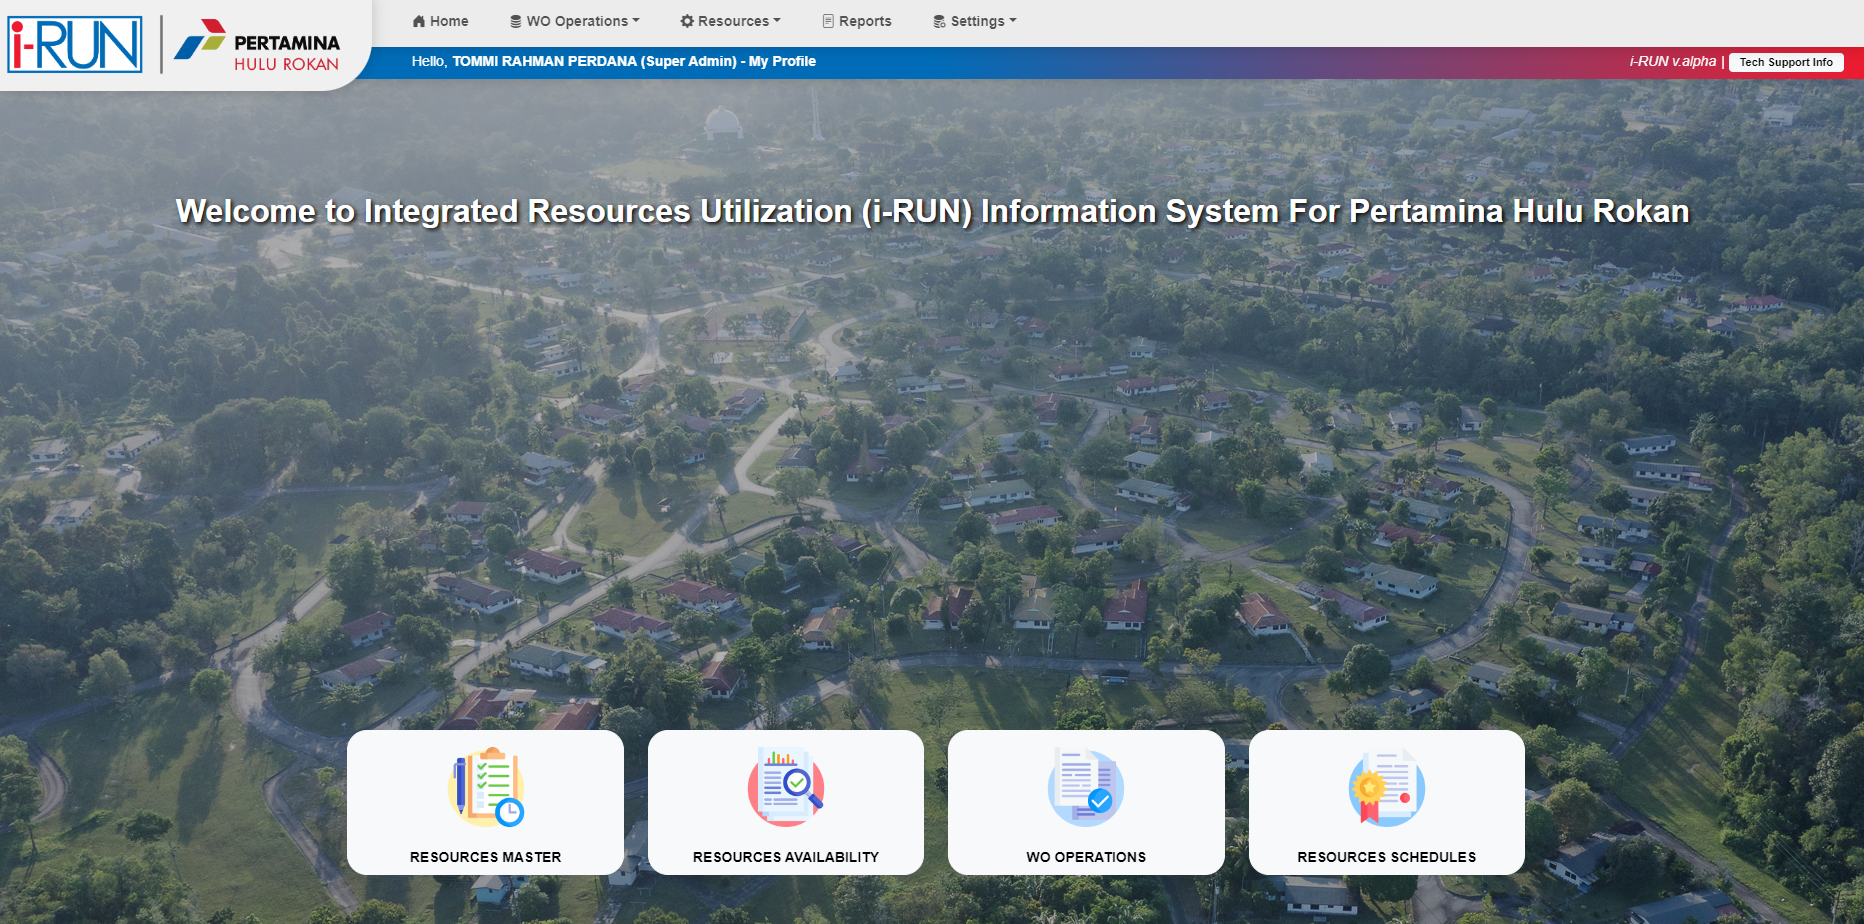 i-RUN
PERTAMINA
HULU ROKAN
Home
WO Operations
Resources
Reports
Settings
Hello, TOMMI RAHMAN PERDANA (Super Admin) - My Profile
i-RUN v.alpha |
Tech Support Info
Welcome to Integrated Resources Utilization (i-RUN) Information System For Pertamina Hulu Rokan
RESOURCES MASTER
RESOURCES AVAILABILITY
WO OPERATIONS
RESOURCES SCHEDULES